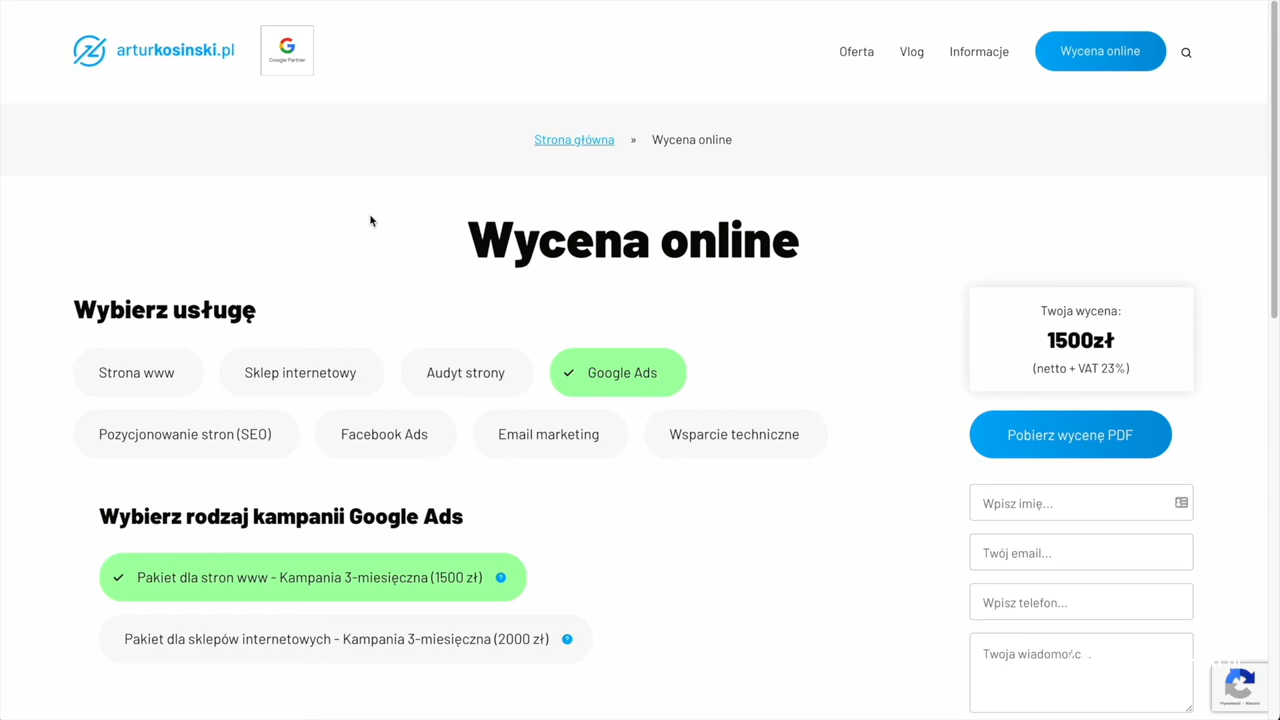 arturkosinski.pl
Google Partner
Oferta
Vlog
Informacje
Wycena online
Strona główna » Wycena online
Wycena online
Wybierz usługę
Strona www
Sklep internetowy
Audyt strony
Google Ads
Pozycjonowanie stron (SEO)
Facebook Ads
Email marketing
Wsparcie techniczne
Wybierz rodzaj kampanii Google Ads
Pakiet dla stron www - Kampania 3-miesięczna (1500 zł)
Pakiet dla sklepów internetowych - Kampania 3-miesięczna (2000 zł)
Twoja wycena:
1500zł
(netto + VAT 23%)
Pobierz wycenę PDF
Wpisz imię...
Twój email...
Wpisz telefon...
Twoja